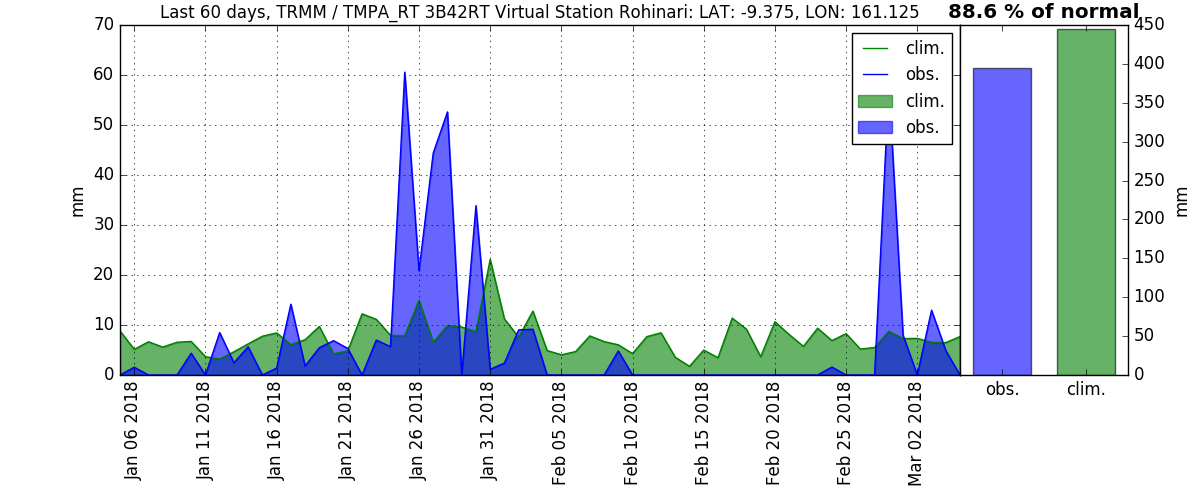 Last 60 days, TRMM / TMPA_RT 3B42RT Virtual Station Rohinari: LAT: -9.375, LON: 161.125
88.6 % of normal
70
60
50
40
30
20
10
0
mm
clim.
obs.
clim.
obs.
450
400
350
300
250
200
150
100
50
0
mm
obs.
clim.
Jan 06 2018
Jan 11 2018
Jan 16 2018
Jan 21 2018
Jan 26 2018
Jan 31 2018
Feb 05 2018
Feb 10 2018
Feb 15 2018
Feb 20 2018
Feb 25 2018
Mar 02 2018